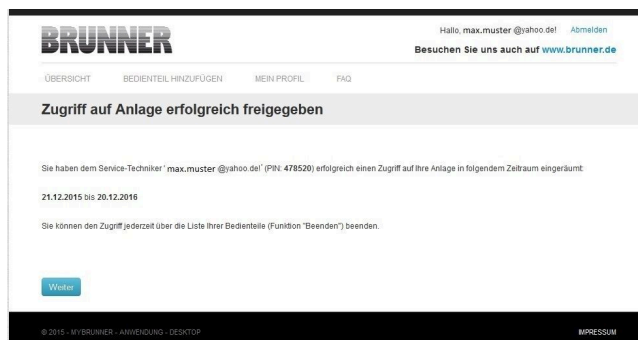 BRUNNER
Hallo, max.muster @yahoo.de! Abmelden
Besuchen Sie uns auch auf www.brunner.de
ÜBERSICHT BEDIENTEIL HINZUFÜGEN MEIN PROFIL FAQ
Zugriff auf Anlage erfolgreich freigegeben
Sie haben dem Service-Techniker ' max.muster @yahoo.de!' (PIN: 478520) erfolgreich einen Zugriff auf Ihre Anlage in folgendem Zeitraum eingeräumt:
21.12.2015 bis 20.12.2016
Sie können den Zugriff jederzeit über die Liste Ihrer Bedienteile (Funktion "Beenden") beenden.
Weiter
© 2015 - MYBRUNNER - ANWENDUNG - DESKTOP IMPRESSUM